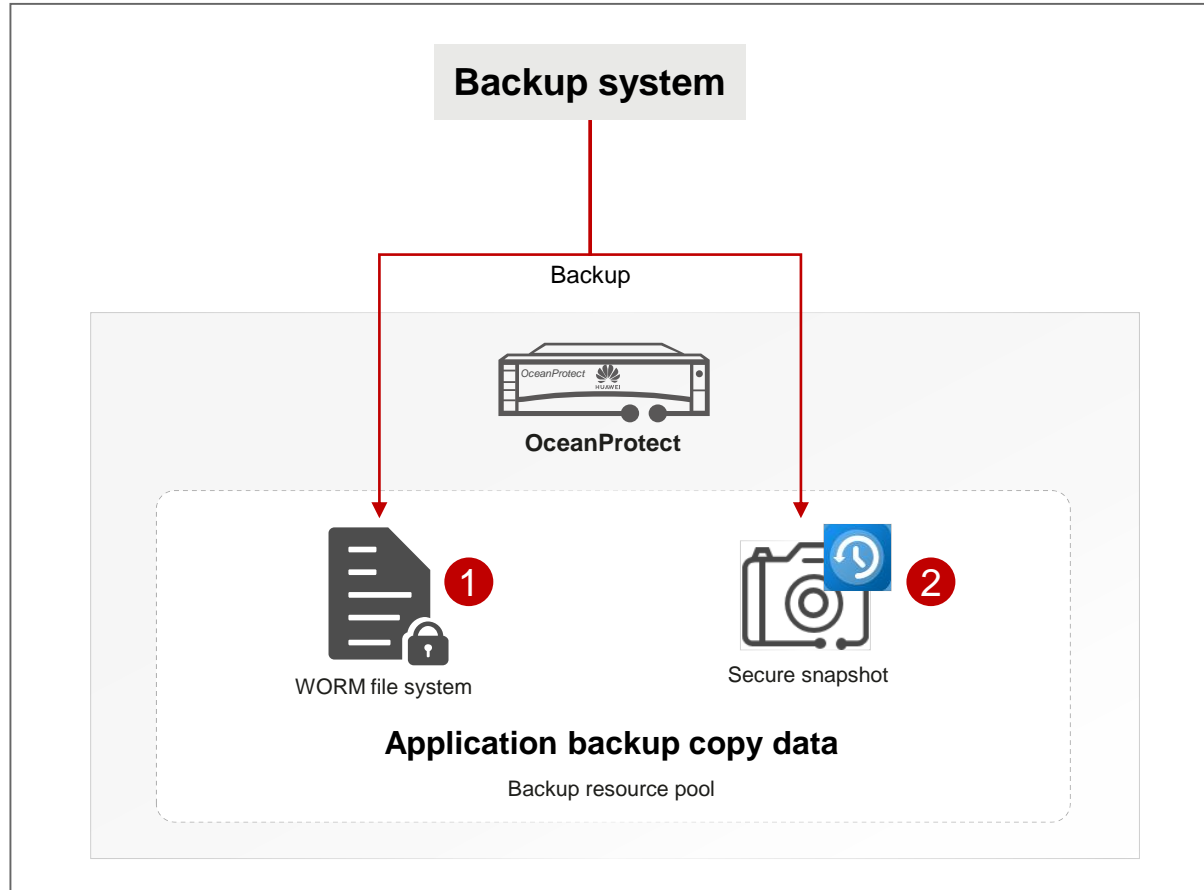 Backup system
Backup
OceanProtect
HUAWEI
OceanProtect
1
2
WORM file system
Secure snapshot
Application backup copy data
Backup resource pool